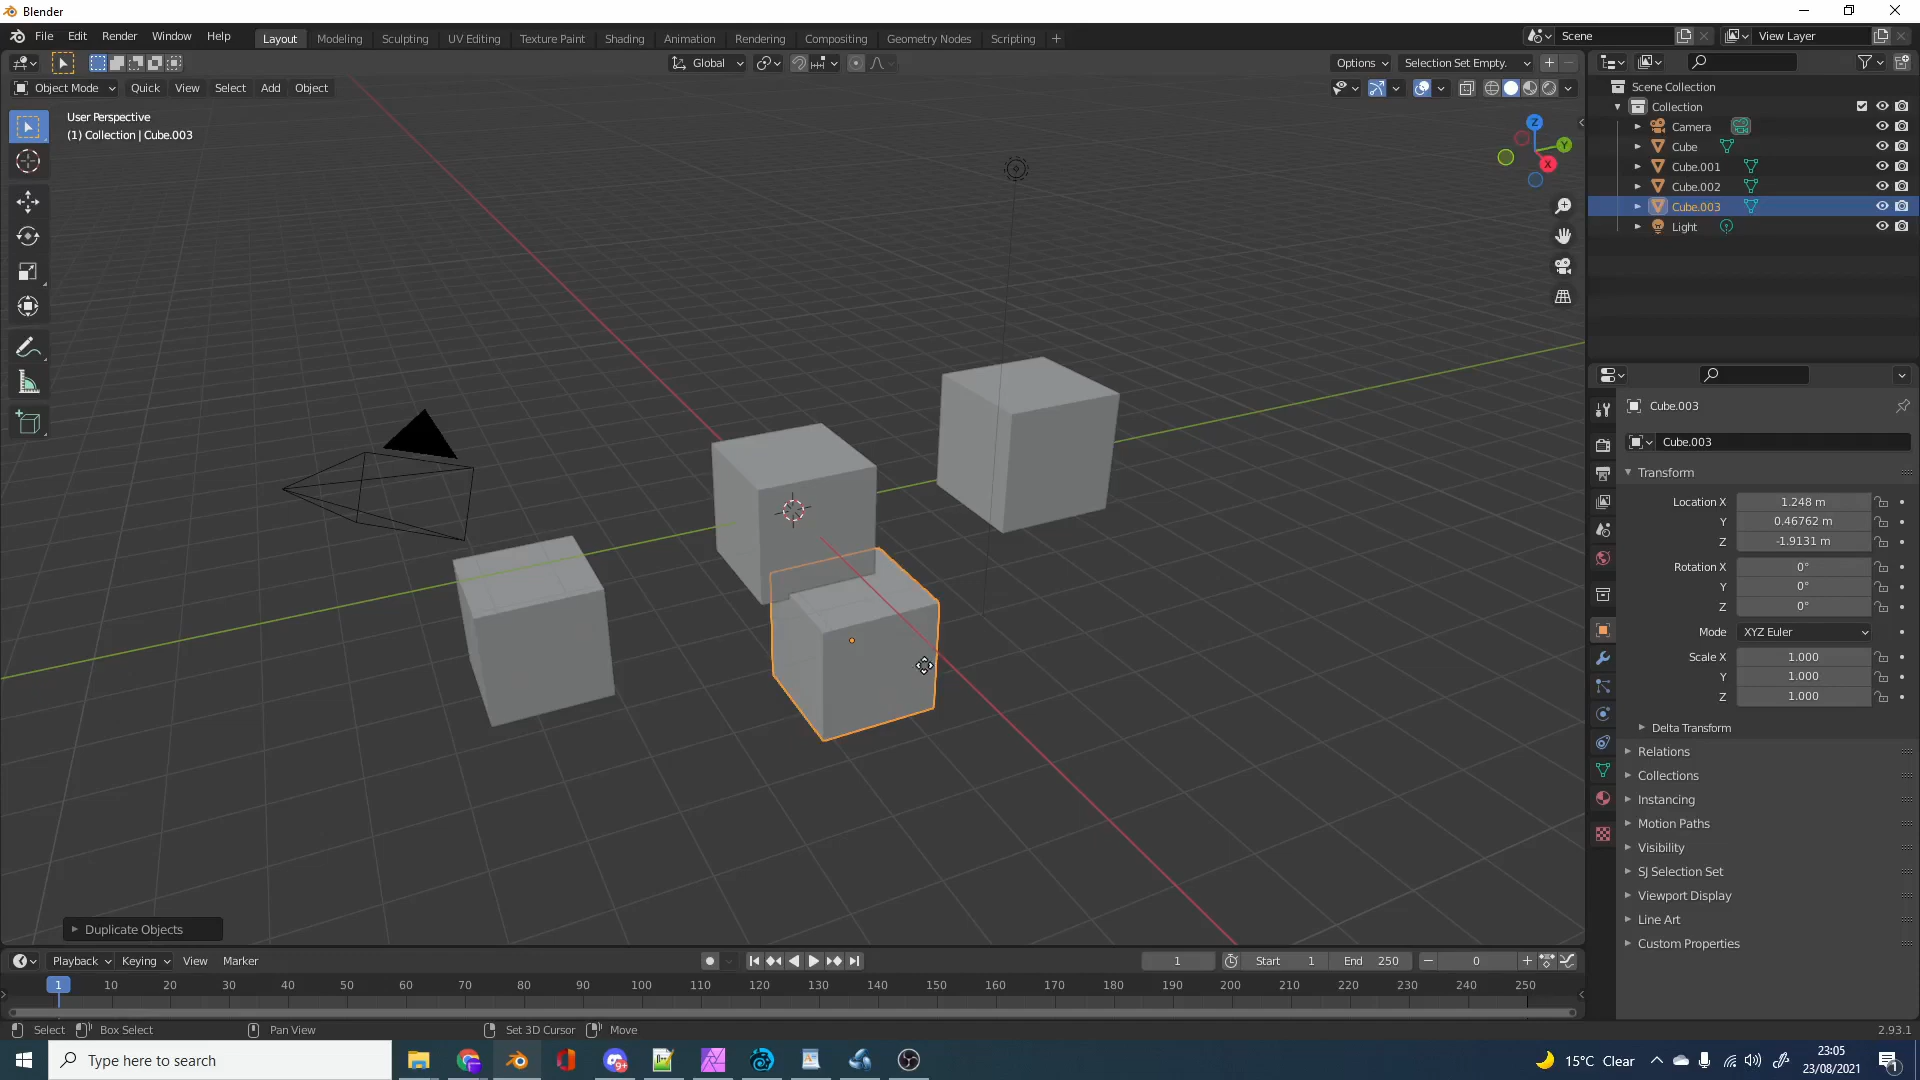 Blender
File Edit Render Window Help
Layout Modeling Sculpting UV Editing Texture Paint Shading Animation Rendering Compositing Geometry Nodes Scripting +
Scene
View Layer
Global
Options
Selection Set Empty.
Object Mode Quick View Select Add Object
User Perspective
(1) Collection | Cube.003
Z
Y
X
Scene Collection
Collection
Camera
Cube
Cube.001
Cube.002
Cube.003
Light
Cube.003
Cube.003
Transform
Location X 1.248 m
Y 0.46762 m
Z -1.9131 m
Rotation X 0°
Y 0°
Z 0°
Mode XYZ Euler
Scale X 1.000
Y 1.000
Z 1.000
Delta Transform
Relations
Collections
Instancing
Motion Paths
Visibility
SJ Selection Set
Viewport Display
Line Art
Custom Properties
Duplicate Objects
Playback Keying View Marker
1
Start 1
End 250
0
1 10 20 30 40 50 60 70 80 90 100 110 120 130 140 150 160 170 180 190 200 210 220 230 240 250
Select Box Select Pan View Set 3D Cursor Move
2.93.1
Type here to search
9+
15°C Clear
23:05
23/08/2021
1